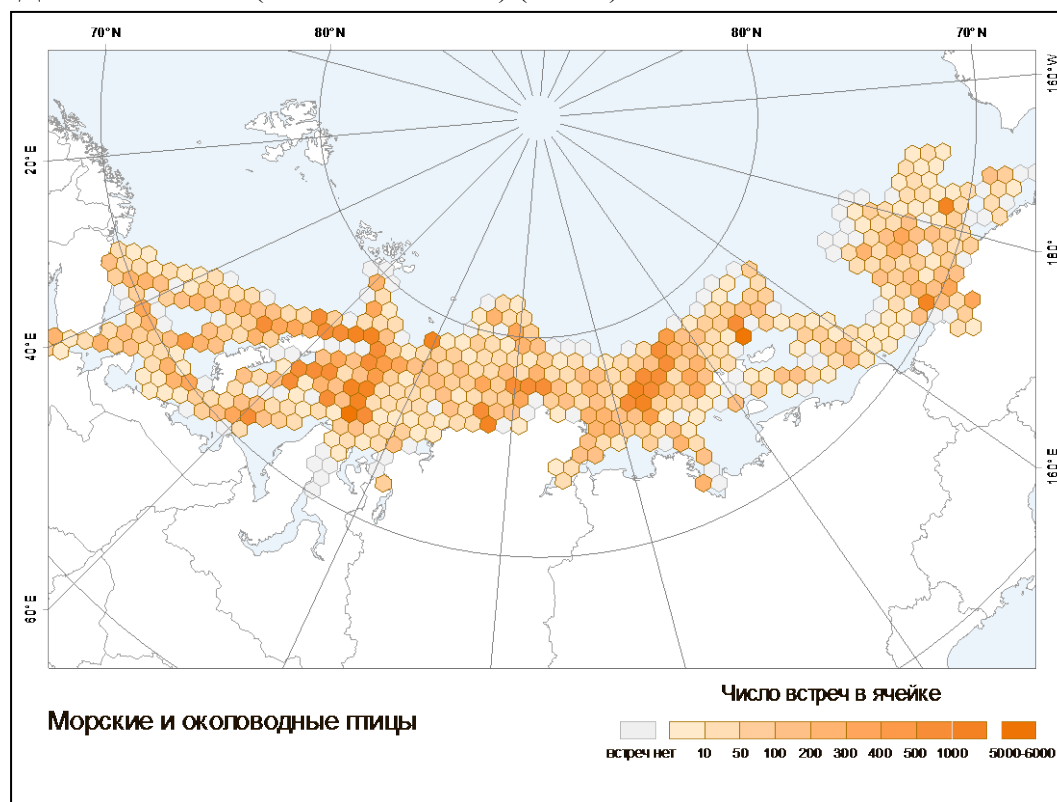 70°N 80°N 80°N 70°N
160°W
20°E
180°
40°E
160°E
60°E
Число встреч в ячейке
Морские и околоводные птицы
встреч нет 10 50 100 200 300 400 500 1000 5000-6000